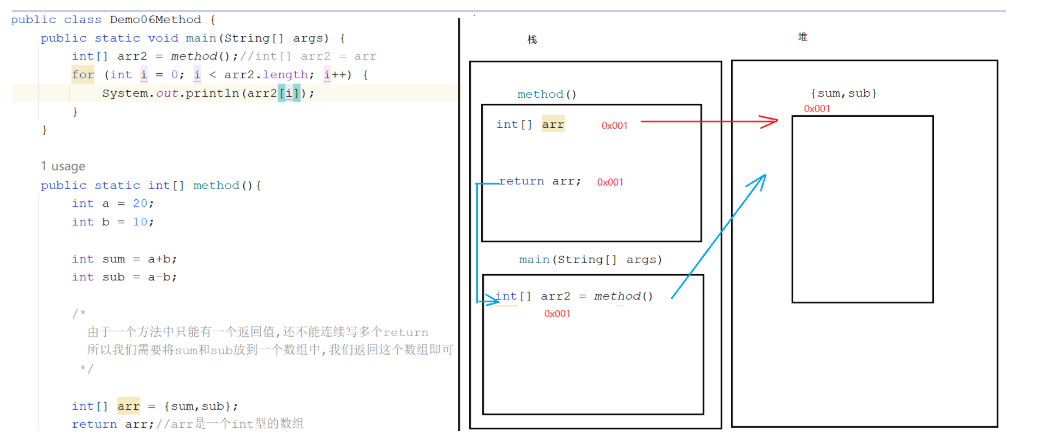 public class Demo06Method {
public static void main(String[] args) {
int[] arr2 = method();//int[] arr2 = arr
for (int i = 0; i < arr2.length; i++) {
System.out.println(arr2[i]);
}
}
1 usage
public static int[] method(){
int a = 20;
int b = 10;
int sum = a+b;
int sub = a-b;
/*
由于一个方法中只能有一个返回值,还不能连续写多个return
所以我们需要将sum和sub放到一个数组中,我们返回这个数组即可
*/
int[] arr = {sum,sub};
return arr;//arr是一个int型的数组
栈
method()
int[] arr 0x001
return arr; 0x001
main(String[] args)
int[] arr2 = method()
0x001
堆
{sum,sub}
0x001